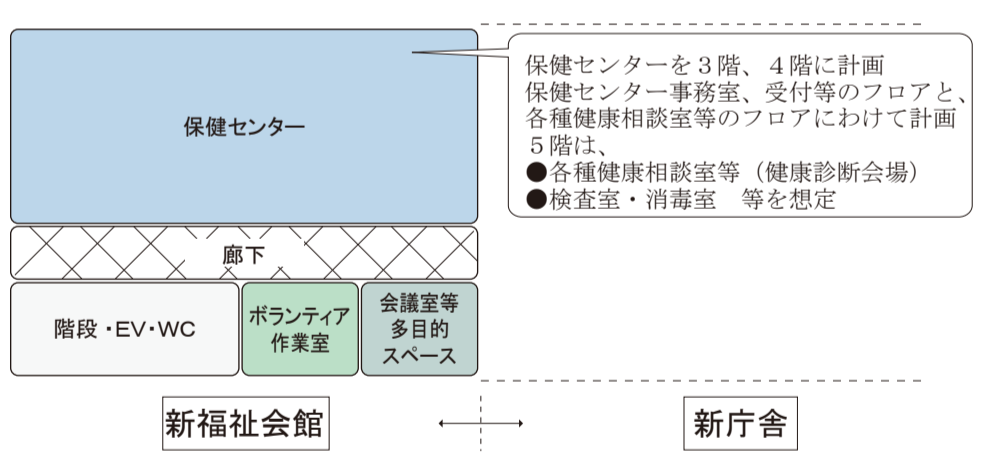 保健センター
保健センターを３階、４階に計画
保健センター事務室、受付等のフロアと、
各種健康相談室等のフロアにわけて計画
５階は、
●各種健康相談室等（健康診断会場）
●検査室・消毒室　等を想定
廊下
階段・EV・WC
ボランティア
作業室
会議室等
多目的
スペース
新福祉会館
新庁舎